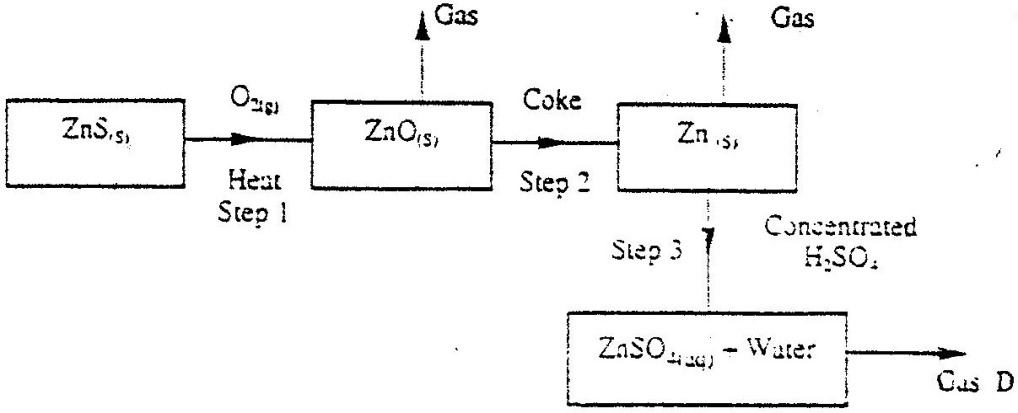 Gas
Gas
O₂(g)
Coke
ZnS(S)
ZnO(S)
Zn (S)
Heat
Step 1
Step 2
Step 3
Concentrated
H₂SO₄
ZnSO₄(aq) – Water
Gas D